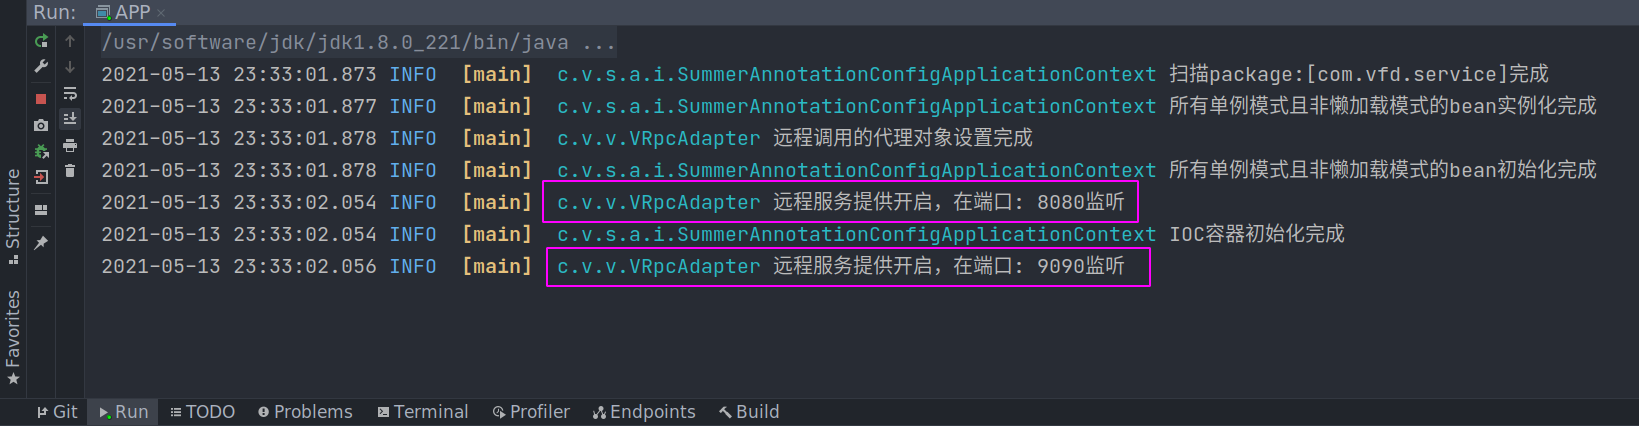 Run: APP ×
/usr/software/jdk/jdk1.8.0_221/bin/java ...
2021-05-13 23:33:01.873 INFO  [main]  c.v.s.a.i.SummerAnnotationConfigApplicationContext 扫描package:[com.vfd.service]完成
2021-05-13 23:33:01.877 INFO  [main]  c.v.s.a.i.SummerAnnotationConfigApplicationContext 所有单例模式且非懒加载模式的bean实例化完成
2021-05-13 23:33:01.878 INFO  [main]  c.v.v.VRpcAdapter 远程调用的代理对象设置完成
2021-05-13 23:33:01.878 INFO  [main]  c.v.s.a.i.SummerAnnotationConfigApplicationContext 所有单例模式且非懒加载模式的bean初始化完成
2021-05-13 23:33:02.054 INFO  [main]  c.v.v.VRpcAdapter 远程服务提供开启，在端口: 8080监听
2021-05-13 23:33:02.054 INFO  [main]  c.v.s.a.i.SummerAnnotationConfigApplicationContext IOC容器初始化完成
2021-05-13 23:33:02.056 INFO  [main]  c.v.v.VRpcAdapter 远程服务提供开启，在端口: 9090监听
Structure
Favorites
Git Run TODO Problems Terminal Profiler Endpoints Build